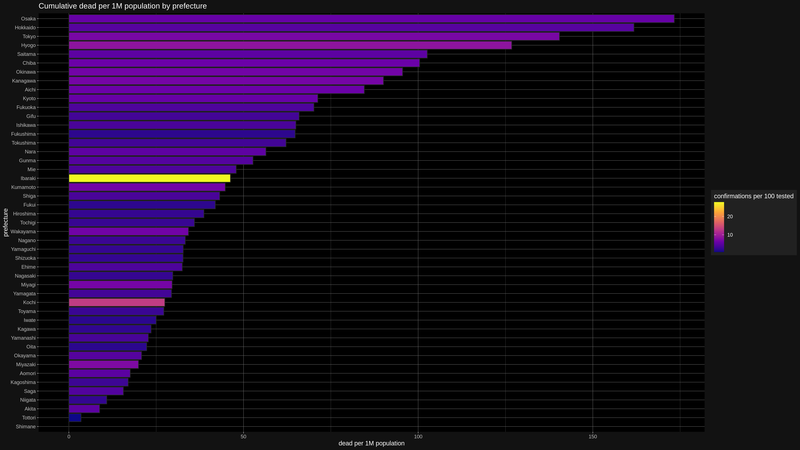 Cumulative dead per 1M population by prefecture
Osaka
Hokkaido
Tokyo
Hyogo
Saitama
Chiba
Okinawa
Kanagawa
Aichi
Kyoto
Fukuoka
Gifu
Ishikawa
Fukushima
Tokushima
Nara
Gunma
Mie
Ibaraki
Kumamoto
Shiga
Fukui
Hiroshima
Tochigi
Wakayama
Nagano
Yamaguchi
Shizuoka
Ehime
Nagasaki
Miyagi
Yamagata
Kochi
Toyama
Iwate
Kagawa
Yamanashi
Oita
Okayama
Miyazaki
Aomori
Kagoshima
Saga
Niigata
Akita
Tottori
Shimane
prefecture
0 50 100 150
dead per 1M population
confirmations per 100 tested
20
10